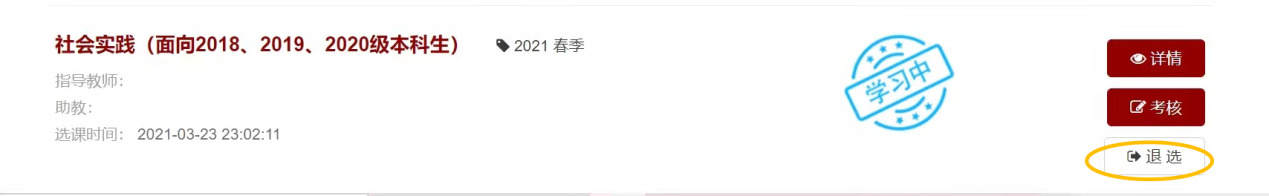 社会实践（面向2018、2019、2020级本科生） 2021 春季
指导教师：
助教：
选课时间： 2021-03-23 23:02:11
学习中
详情
考核
退选